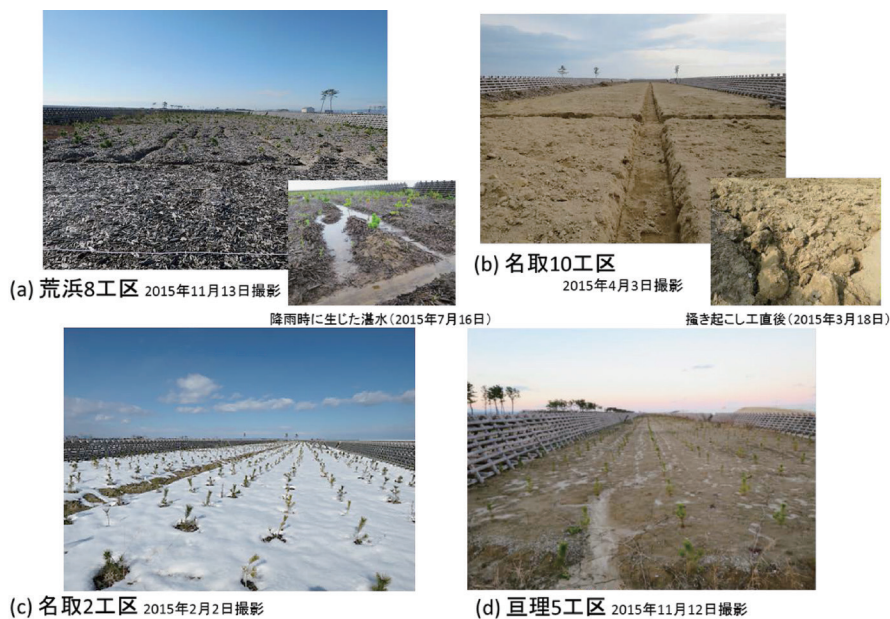 (a) 荒浜8工区 2015年11月13日撮影
降雨時に生じた湛水(2015年7月16日)
(b) 名取10工区
2015年4月3日撮影
掻き起こし工直後(2015年3月18日)
(c) 名取2工区 2015年2月2日撮影
(d) 亘理5工区 2015年11月12日撮影